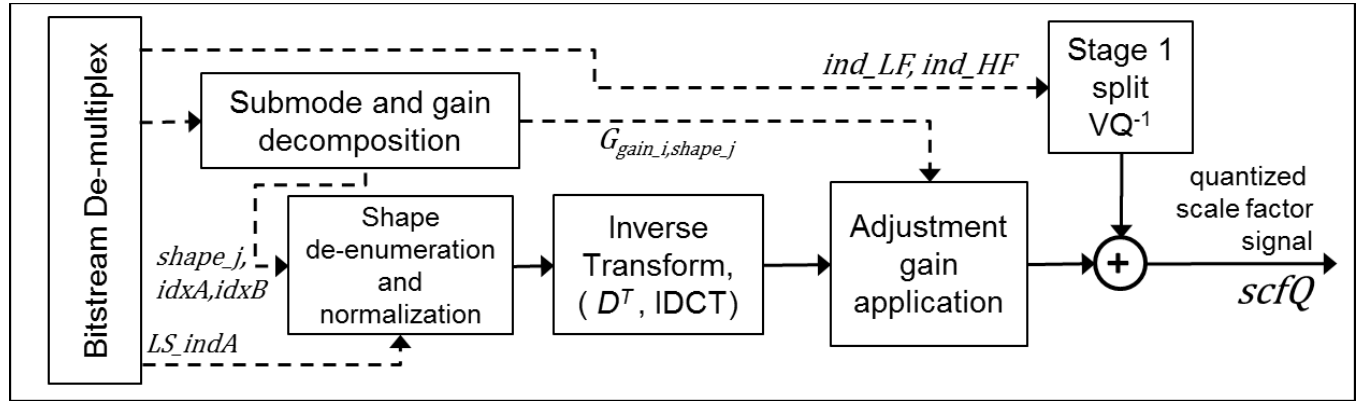 Bitstream De-multiplex
ind_LF, ind_HF
Stage 1
split
VQ⁻¹
Submode and gain
decomposition
G_gain_i,shape_j
shape_j,
idxA,idxB
LS_indA
Shape
de-enumeration
and
normalization
Inverse
Transform,
( Dᵀ, IDCT)
Adjustment
gain
application
+
quantized
scale factor
signal
scfQ